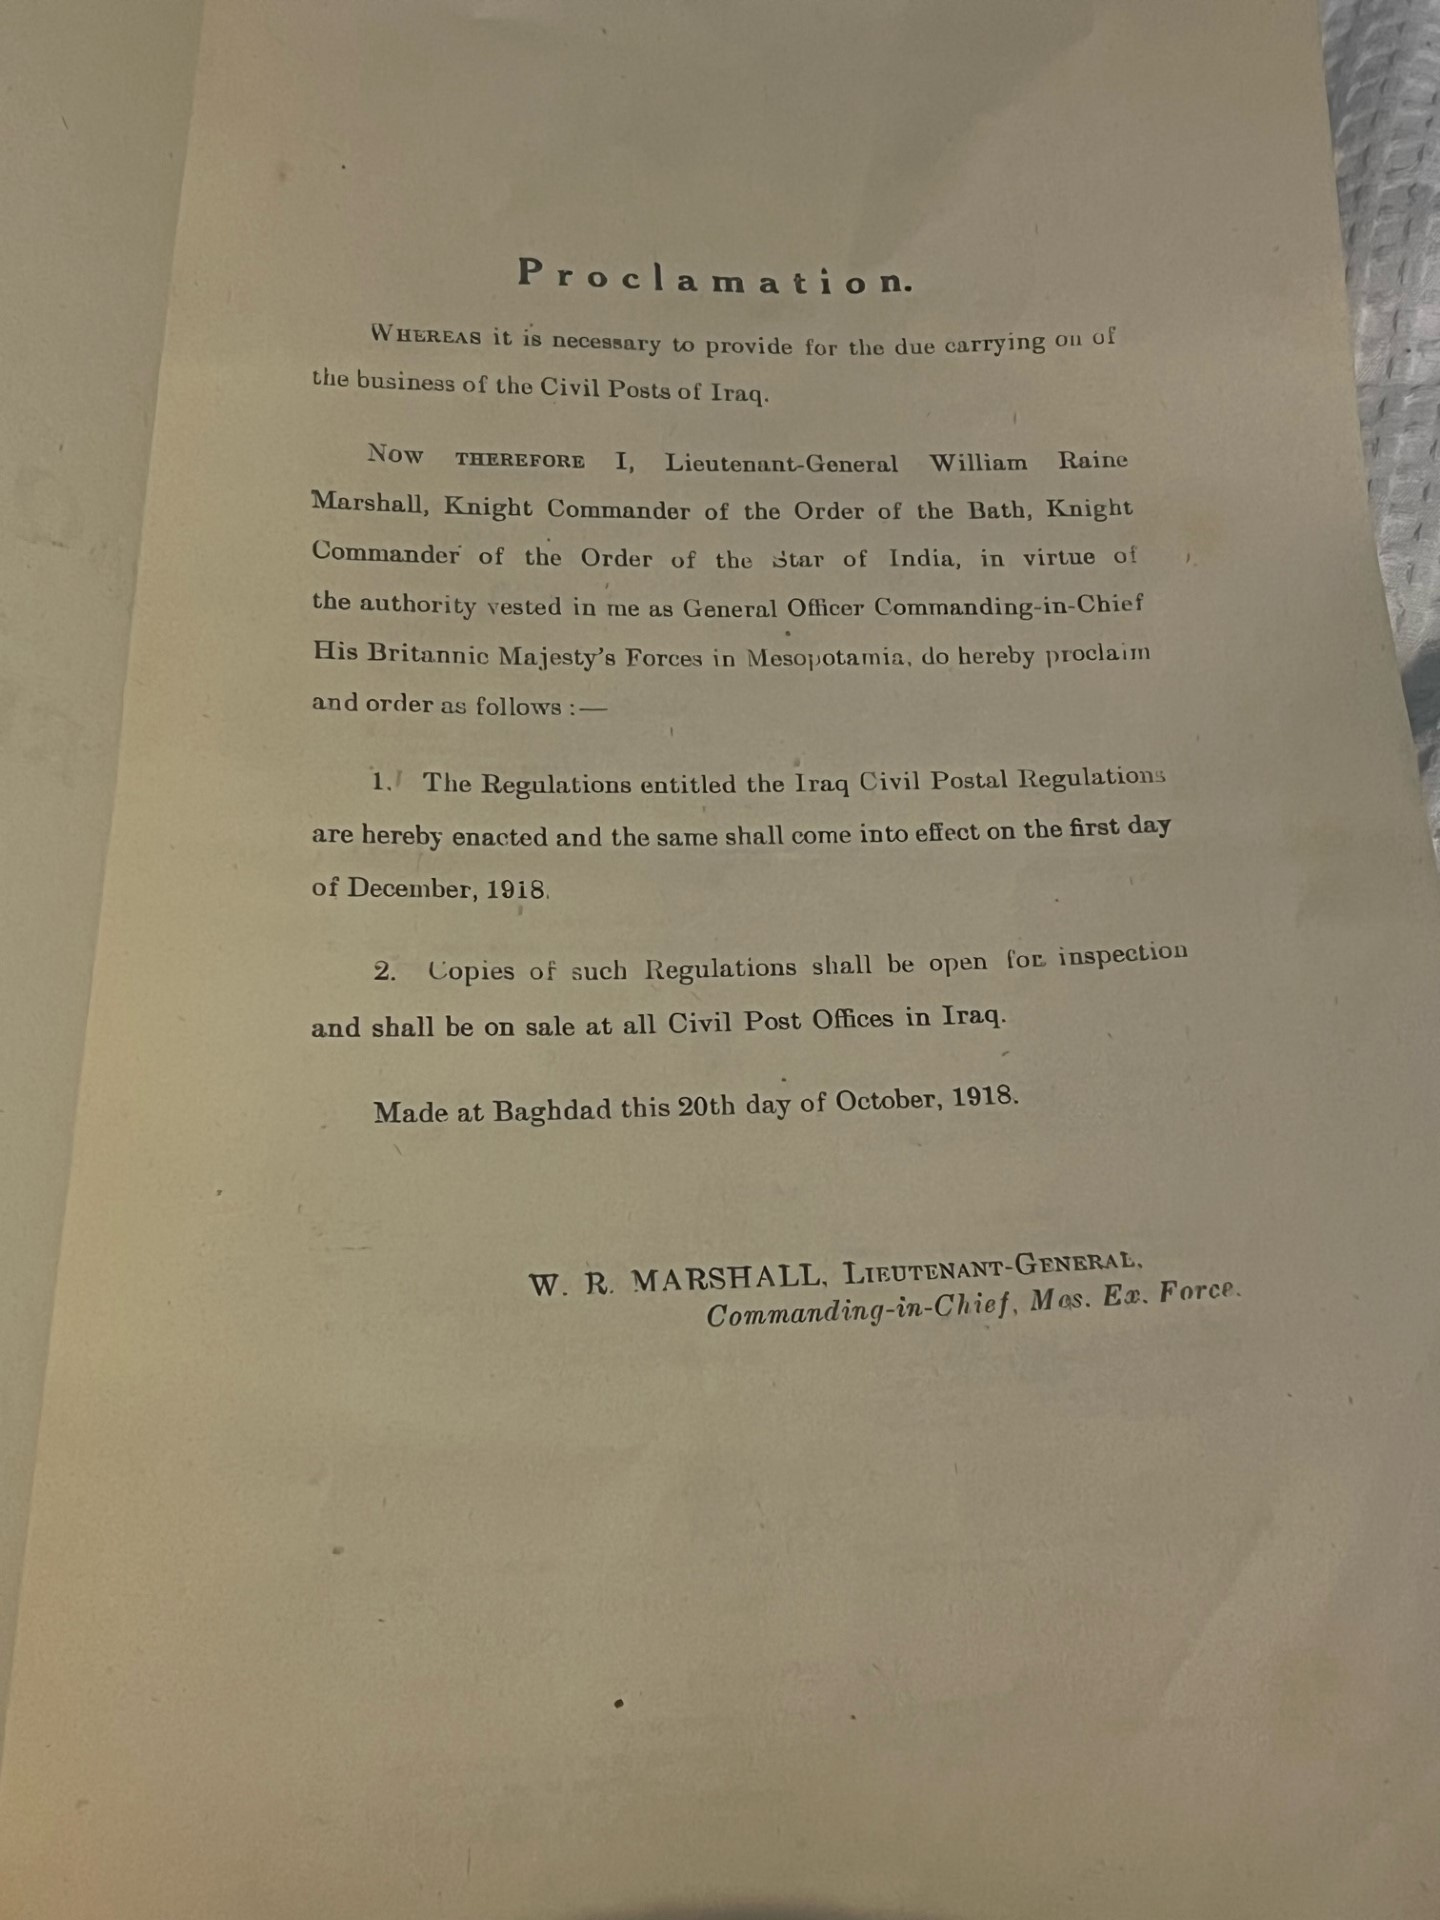 Proclamation.
WHEREAS it is necessary to provide for the due carrying on of
the business of the Civil Posts of Iraq.
NOW THEREFORE I, Lieutenant-General William Raine
Marshall, Knight Commander of the Order of the Bath, Knight
Commander of the Order of the Star of India, in virtue of
the authority vested in me as General Officer Commanding-in-Chief
His Britannic Majesty's Forces in Mesopotamia, do hereby proclaim
and order as follows :—
1. The Regulations entitled the Iraq Civil Postal Regulations
are hereby enacted and the same shall come into effect on the first day
of December, 1918.
2. Copies of such Regulations shall be open for inspection
and shall be on sale at all Civil Post Offices in Iraq.
Made at Baghdad this 20th day of October, 1918.
W. R. MARSHALL, LIEUTENANT-GENERAL,
Commanding-in-Chief, Mes. Ex. Force.